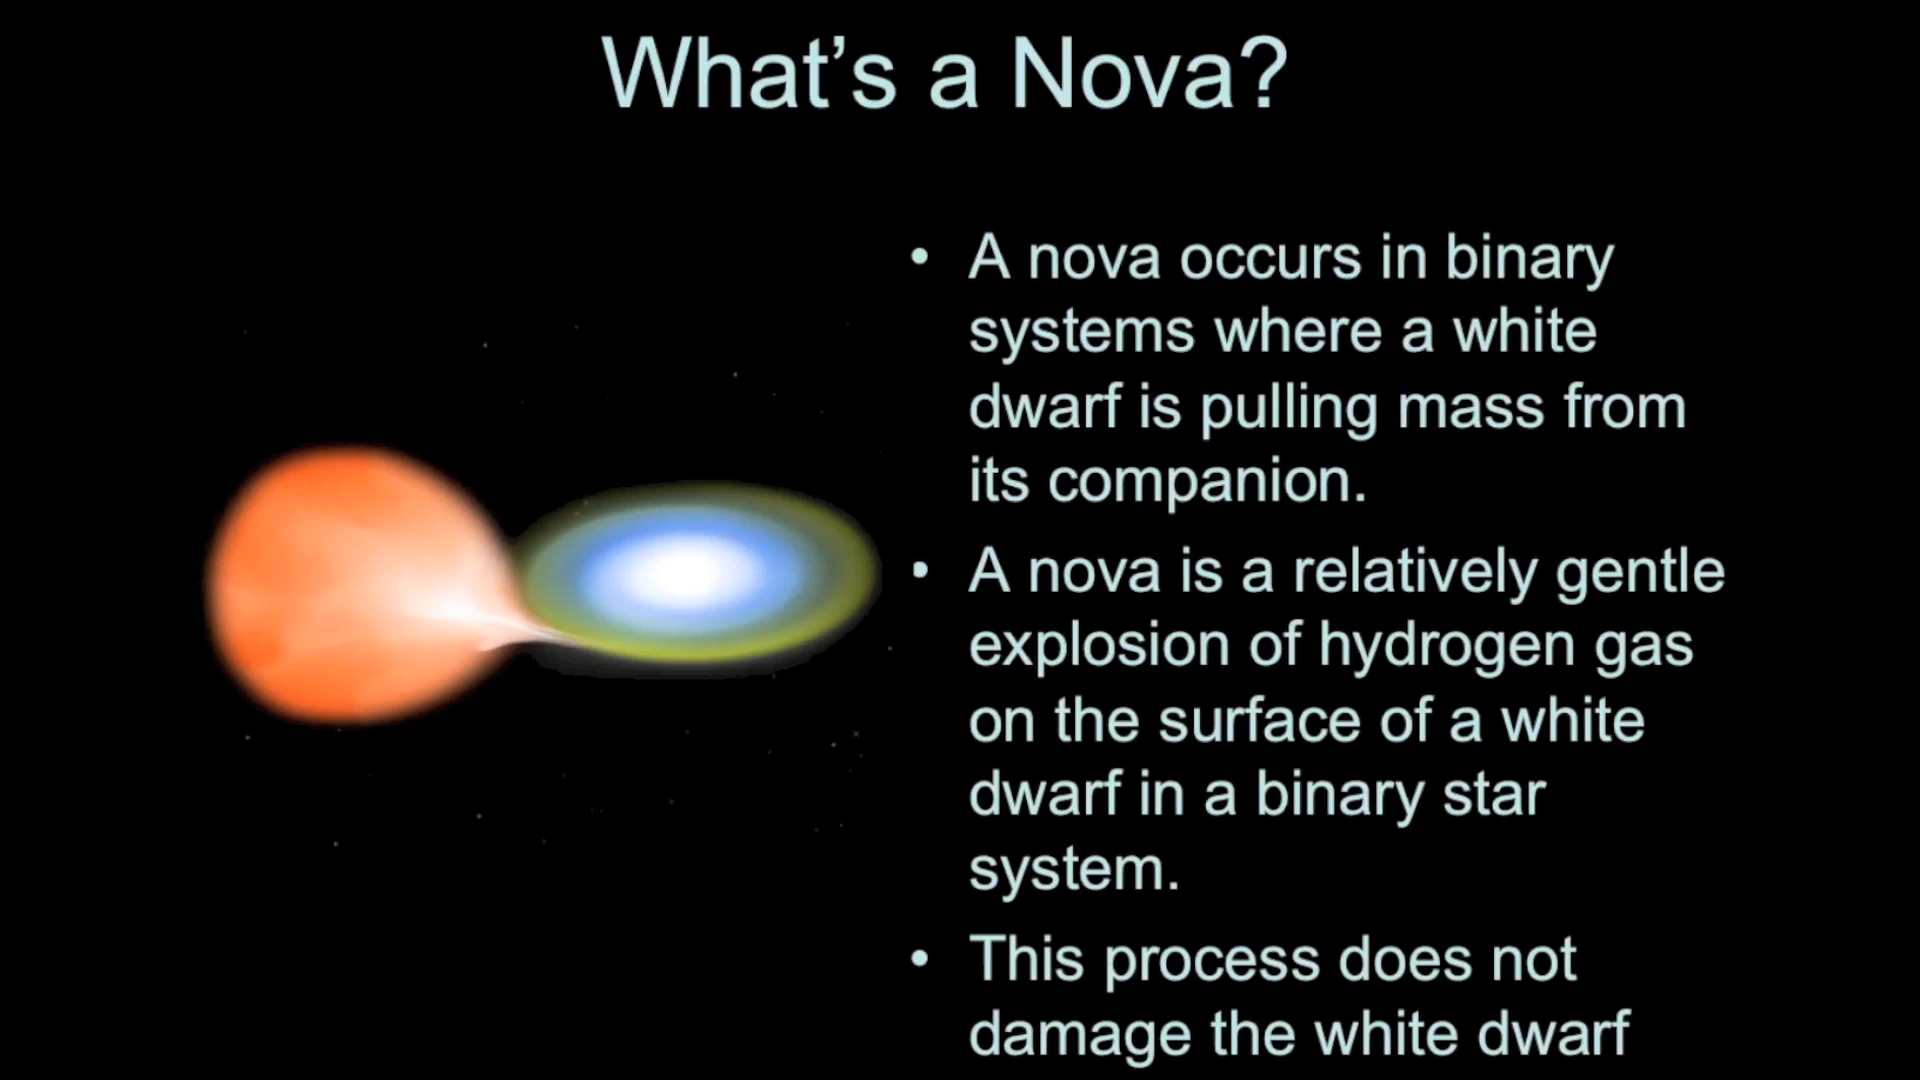 What’s a Nova?
• A nova occurs in binary
systems where a white
dwarf is pulling mass from
its companion.
• A nova is a relatively gentle
explosion of hydrogen gas
on the surface of a white
dwarf in a binary star
system.
• This process does not
damage the white dwarf